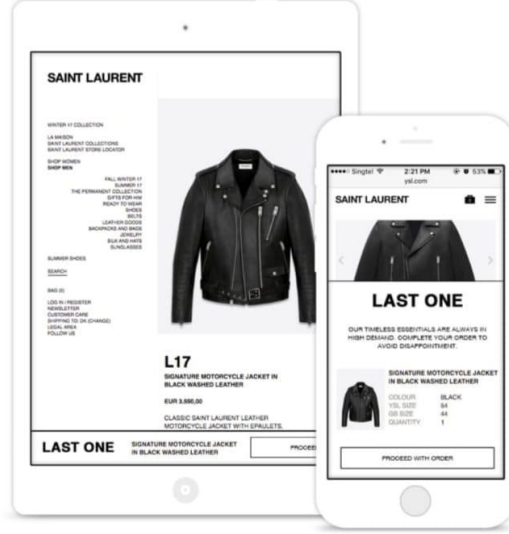 SAINT LAURENT
WINTER 17 COLLECTION
LA MAISON
SAINT LAURENT COLLECTIONS
SAINT LAURENT STORE LOCATOR
SHOP WOMEN
SHOP MEN
FALL WINTER 17
SUMMER 17
THE PERMANENT COLLECTION
GIFTS FOR HIM
READY TO WEAR
SHOES
BELTS
LEATHER GOODS
BACKPACKS AND BAGS
JEWELRY
SILK AND HATS
SUNGLASSES
SUMMER SHOES
SEARCH
BAG (0)
LOG IN / REGISTER
NEWSLETTER
CUSTOMER CARE
SHIPPING TO: DK (CHANGE)
LEGAL AREA
FOLLOW US
L17
SIGNATURE MOTORCYCLE JACKET IN
BLACK WASHED LEATHER
EUR 3.890,00
CLASSIC SAINT LAURENT LEATHER
MOTORCYCLE JACKET WITH EPAULETS,
LAST ONE
SIGNATURE MOTORCYCLE JACKET
IN BLACK WASHED LEATHER
PROCEE
Singtel 2:21 PM 53%
ysl.com
SAINT LAURENT
LAST ONE
OUR TIMELESS ESSENTIALS ARE ALWAYS IN
HIGH DEMAND. COMPLETE YOUR ORDER TO
AVOID DISAPPOINTMENT.
SIGNATURE MOTORCYCLE JACKET
IN BLACK WASHED LEATHER
COLOUR BLACK
YSL SIZE 54
GB SIZE 44
QUANTITY 1
PROCEED WITH ORDER